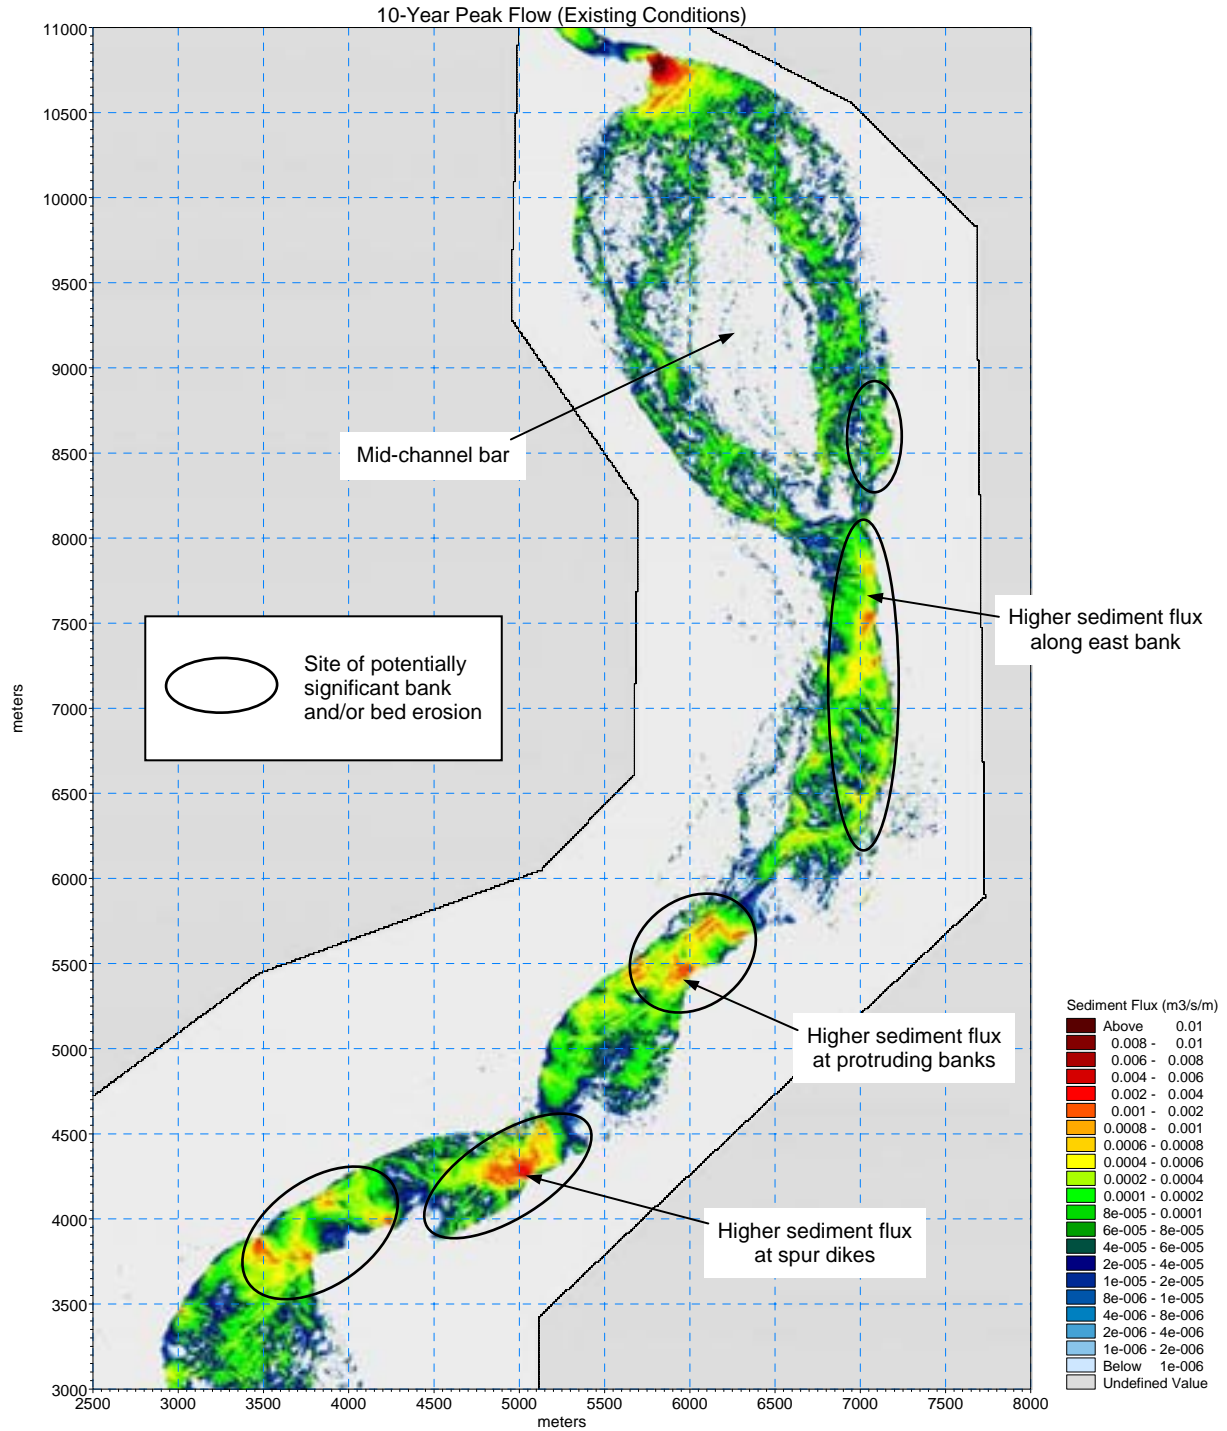 10-Year Peak Flow (Existing Conditions)
11000
10500
10000
9500
9000
8500
8000
7500
7000
6500
6000
5500
5000
4500
4000
3500
3000
meters
2500 3000 3500 4000 4500 5000 5500 6000 6500 7000 7500 8000
meters
Mid-channel bar
Site of potentially
significant bank
and/or bed erosion
Higher sediment flux
along east bank
Higher sediment flux
at protruding banks
Higher sediment flux
at spur dikes
Sediment Flux (m3/s/m)
Above 0.01
0.008 - 0.01
0.006 - 0.008
0.004 - 0.006
0.002 - 0.004
0.001 - 0.002
0.0008 - 0.001
0.0006 - 0.0008
0.0004 - 0.0006
0.0002 - 0.0004
0.0001 - 0.0002
8e-005 - 0.0001
6e-005 - 8e-005
4e-005 - 6e-005
2e-005 - 4e-005
1e-005 - 2e-005
8e-006 - 1e-005
4e-006 - 8e-006
2e-006 - 4e-006
1e-006 - 2e-006
Below 1e-006
Undefined Value